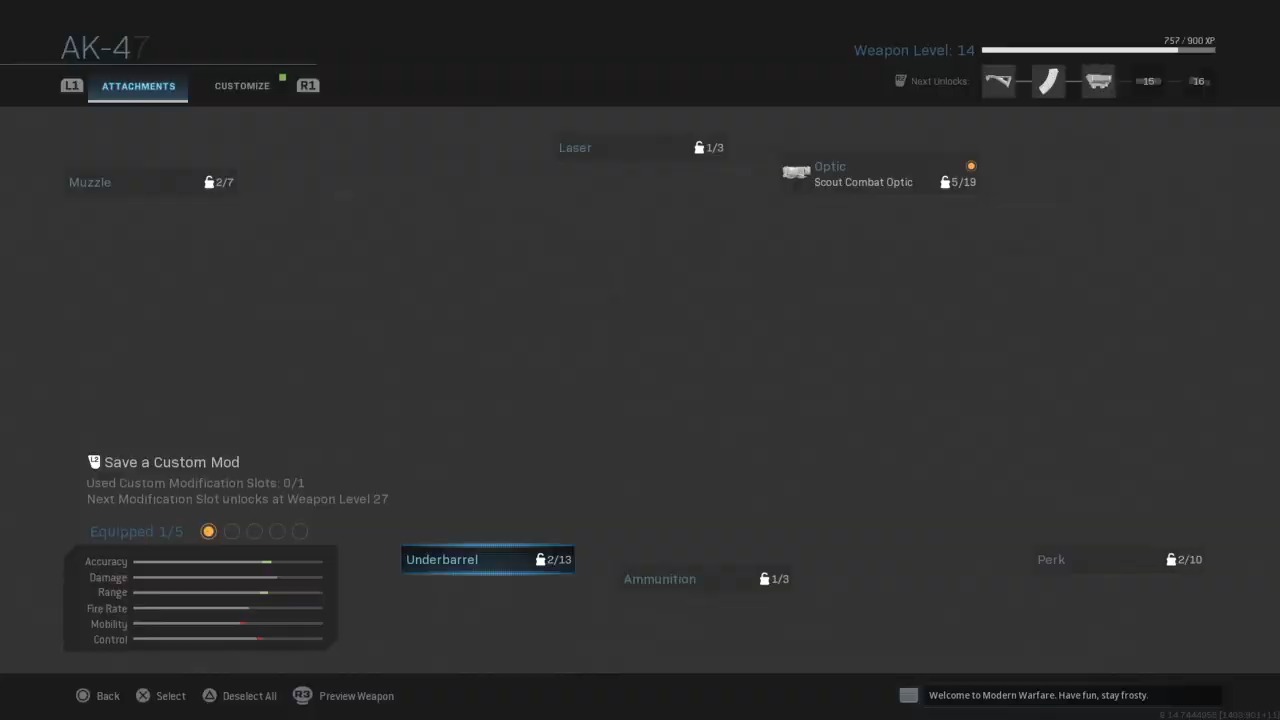 AK-47
Weapon Level: 14
757 / 900 XP
L1
ATTACHMENTS
CUSTOMIZE
R1
Next Unlocks:
15
16
Laser
1/3
Optic
Scout Combat Optic
5/19
Muzzle
2/7
L2 Save a Custom Mod
Used Custom Modification Slots: 0/1
Next Modification Slot unlocks at Weapon Level 27
Equipped 1/5
Accuracy
Damage
Range
Fire Rate
Mobility
Control
Underbarrel
2/13
Ammunition
1/3
Perk
2/10
Back
Select
Deselect All
R3 Preview Weapon
Welcome to Modern Warfare. Have fun, stay frosty.